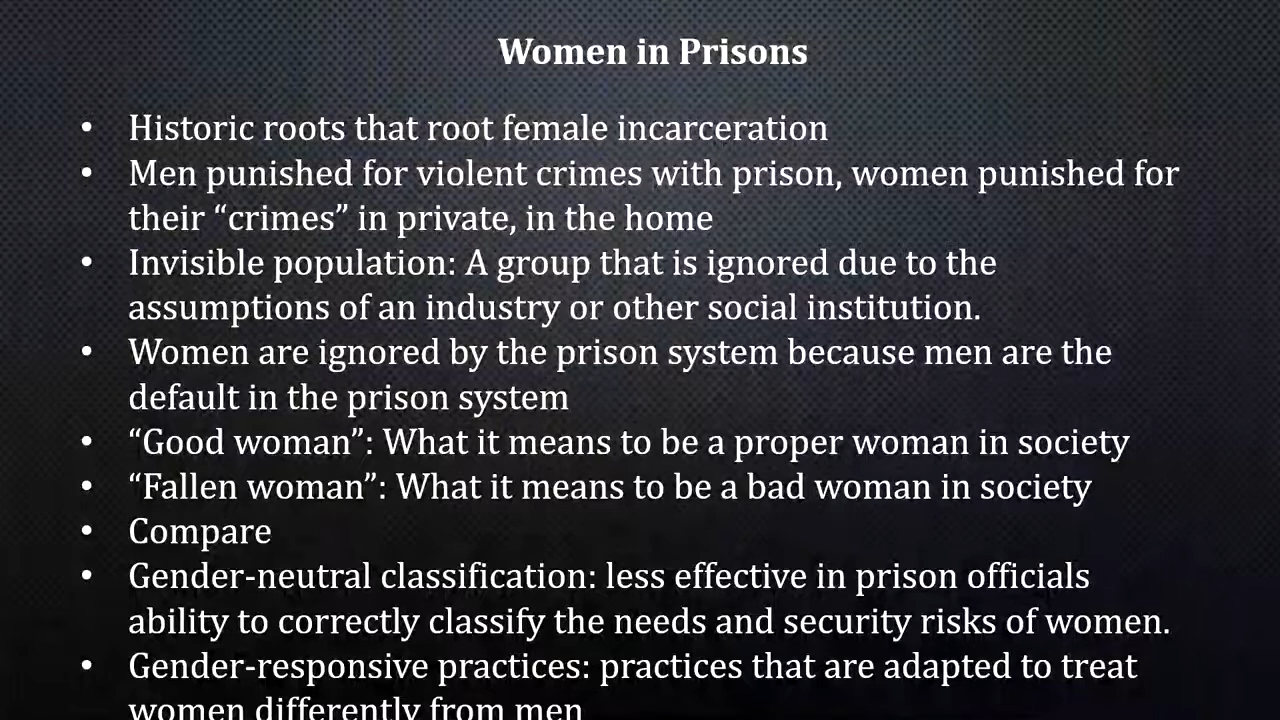 Women in Prisons
• Historic roots that root female incarceration
• Men punished for violent crimes with prison, women punished for
their “crimes” in private, in the home
• Invisible population: A group that is ignored due to the
assumptions of an industry or other social institution.
• Women are ignored by the prison system because men are the
default in the prison system
• “Good woman”: What it means to be a proper woman in society
• “Fallen woman”: What it means to be a bad woman in society
• Compare
• Gender-neutral classification: less effective in prison officials
ability to correctly classify the needs and security risks of women.
• Gender-responsive practices: practices that are adapted to treat
women differently from men